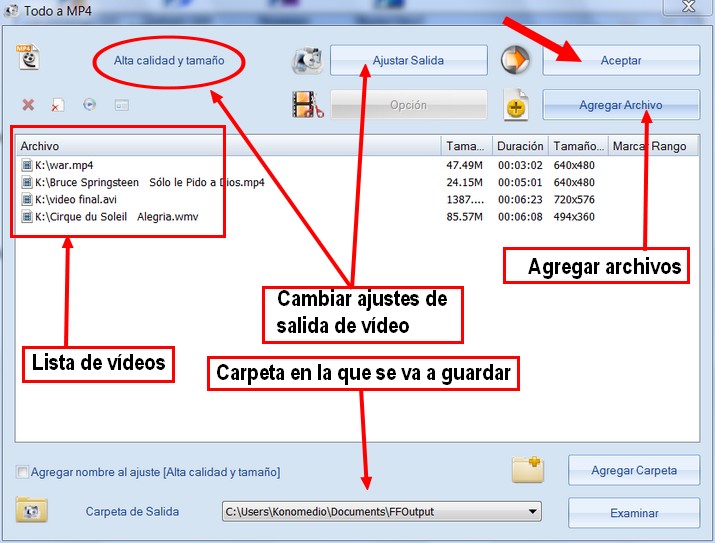 Todo a MP4
MP4
Alta calidad y tamaño
Ajustar Salida
Aceptar
Opción
Agregar Archivo
Archivo Tama... Duración Tamaño... Marcar Rango
K:\war.mp4 47.49M 00:03:02 640x480
K:\Bruce Springsteen Sólo le Pido a Dios.mp4 24.15M 00:05:01 640x480
K:\video final.avi 1387.... 00:06:23 720x576
K:\Cirque du Soleil Alegria.wmv 85.57M 00:06:08 494x360
Agregar archivos
Cambiar ajustes de
salida de vídeo
Lista de vídeos
Carpeta en la que se va a guardar
Agregar nombre al ajuste [Alta calidad y tamaño]
Agregar Carpeta
Carpeta de Salida
C:\Users\Konomedio\Documents\FFOutput
Examinar